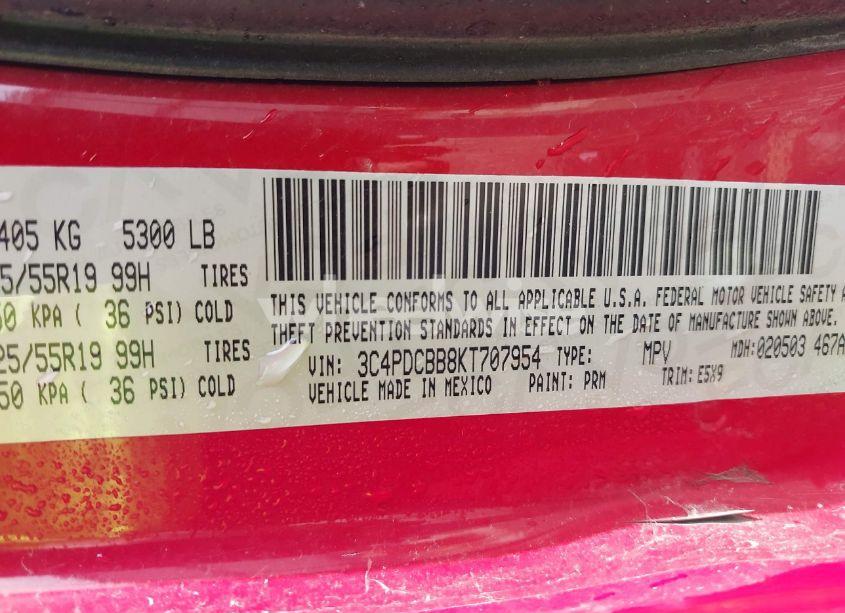 405 KG 5300 LB
5/55R19 99H TIRES
50 KPA ( 36 PSI) COLD
25/55R19 99H TIRES
50 KPA ( 36 PSI) COLD
THIS VEHICLE CONFORMS TO ALL APPLICABLE U.S.A. FEDERAL MOTOR VEHICLE SAFETY A
THEFT PREVENTION STANDARDS IN EFFECT ON THE DATE OF MANUFACTURE SHOWN ABOVE.
VIN: 3C4PDCBB8KT707954 TYPE: MPV MDH:020503 467A
VEHICLE MADE IN MEXICO PAINT: PRM TRIM: E5X9